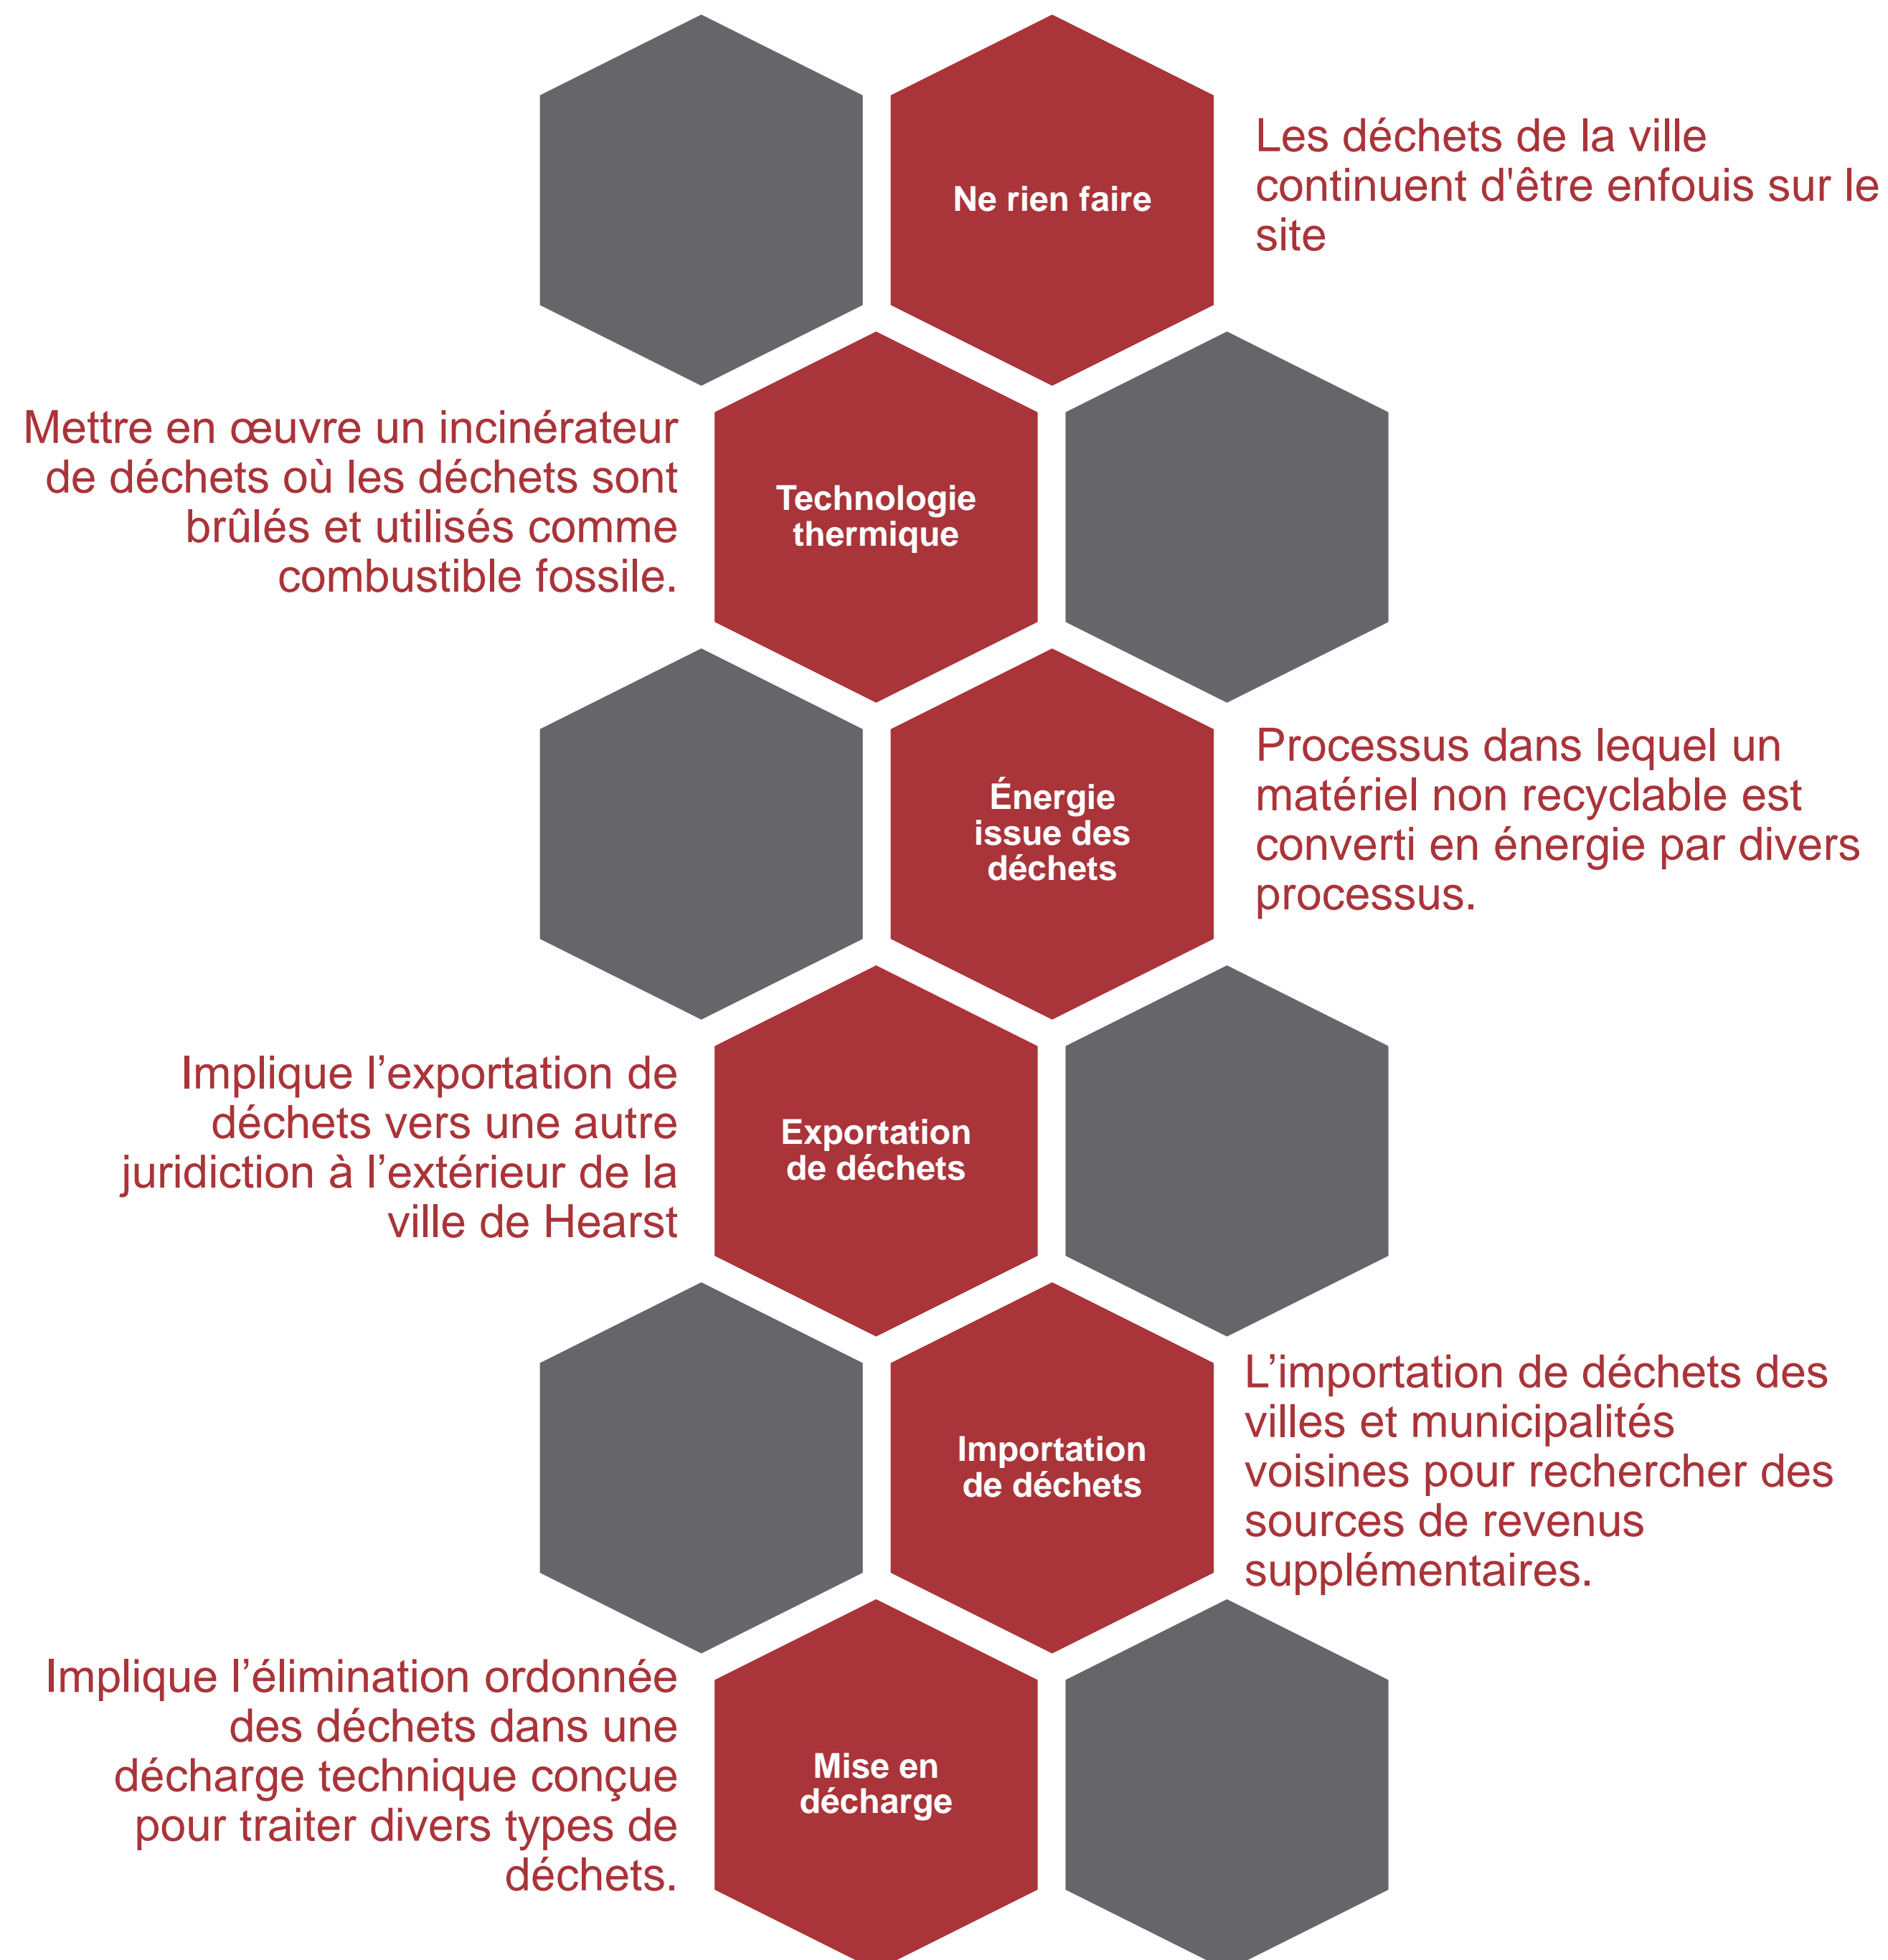 Ne rien faire
Les déchets de la ville
continuent d'être enfouis sur le
site
Mettre en œuvre un incinérateur
de déchets où les déchets sont
brûlés et utilisés comme
combustible fossile.
Technologie
thermique
Énergie
issue des
déchets
Processus dans lequel un
matériel non recyclable est
converti en énergie par divers
processus.
Implique l’exportation de
déchets vers une autre
juridiction à l’extérieur de la
ville de Hearst
Exportation
de déchets
Importation
de déchets
L’importation de déchets des
villes et municipalités
voisines pour rechercher des
sources de revenus
supplémentaires.
Implique l’élimination ordonnée
des déchets dans une
décharge technique conçue
pour traiter divers types de
déchets.
Mise en
décharge